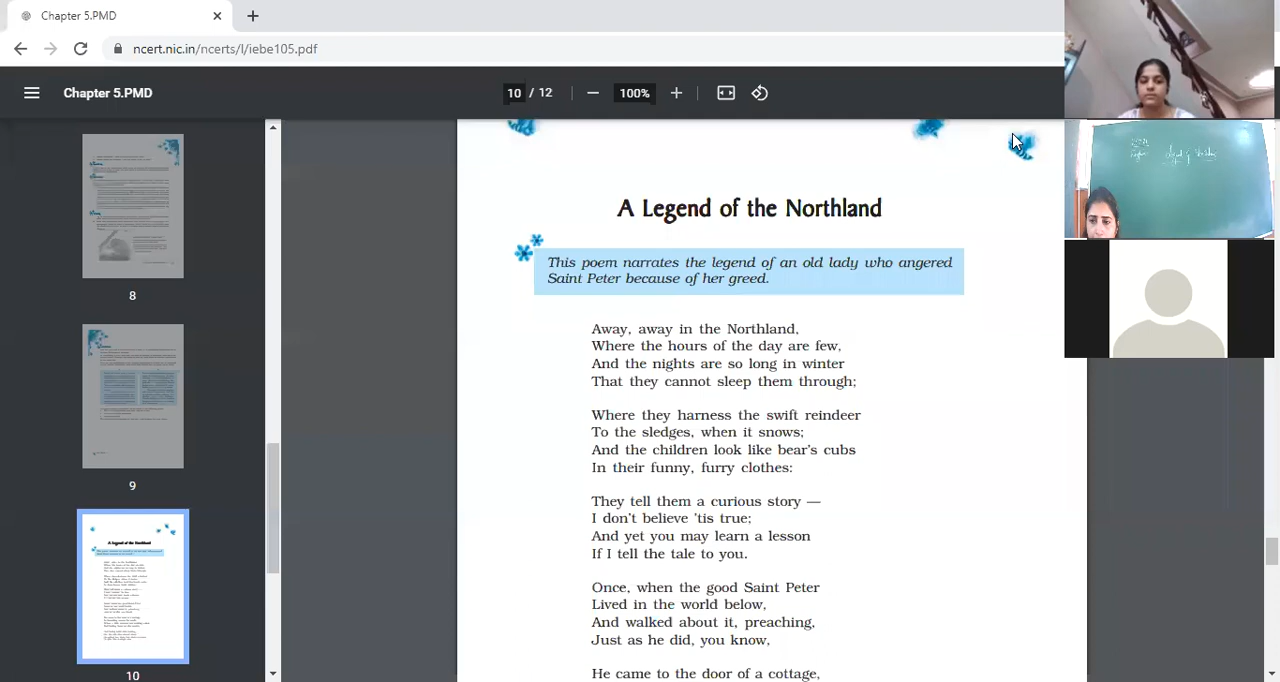 Chapter 5.PMD
ncert.nic.in/ncerts/l/iebe105.pdf
Chapter 5.PMD
10 / 12
100%
8
9
A Legend of the Northland
10
A Legend of the Northland
This poem narrates the legend of an old lady who angered
Saint Peter because of her greed.
Away, away in the Northland,
Where the hours of the day are few,
And the nights are so long in winter
That they cannot sleep them through;
Where they harness the swift reindeer
To the sledges, when it snows;
And the children look like bear's cubs
In their funny, furry clothes:
They tell them a curious story —
I don't believe 'tis true;
And yet you may learn a lesson
If I tell the tale to you.
Once, when the good Saint Peter
Lived in the world below,
And walked about it, preaching,
Just as he did, you know,
He came to the door of a cottage,